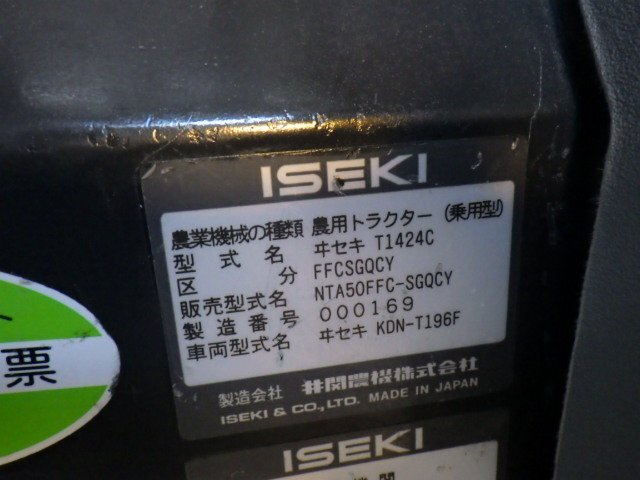 ISEKI
農業機械の種類 農用トラクター（乗用型）
型式名 ヰセキ T1424C
区分 FFCSGQCY
販売型式名 NTA50FFC-SGQCY
製造番号 000169
車両型式名 ヰセキ KDN-T196F
製造会社 井関農機株式会社
ISEKI & CO., LTD. MADE IN JAPAN
票
ISEKI
機関